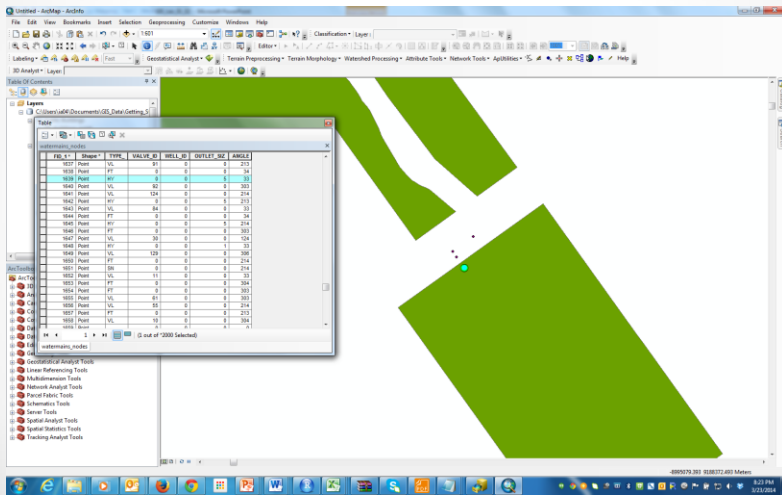 Untitled - ArcMap - ArcInfo
File Edit View Bookmarks Insert Selection Geoprocessing Customize Windows Help
1:601 Classification Layer:
Editor
Labeling Fast Geostatistical Analyst Terrain Preprocessing Terrain Morphology Watershed Processing Attribute Tools Network Tools ApUtilities Help
3D Analyst Layer:
Table Of Contents
Layers
Table
watermains_nodes
FID_1 * Shape * TYPE_ VALVE_ID WELL_ID OUTLET_SIZ ANGLE
1637 Point VL 91 0 0 213
1638 Point FT 0 0 0 34
1639 Point HY 0 0 5 33
1640 Point VL 92 0 0 303
1641 Point VL 124 0 0 214
1642 Point HY 0 0 5 213
1643 Point VL 84 0 0 33
1644 Point FT 0 0 0 34
1645 Point HY 0 0 5 214
1646 Point FT 0 0 0 303
1647 Point VL 30 0 0 124
1648 Point HY 0 0 1 33
1649 Point VL 129 0 0 306
1650 Point FT 0 0 0 214
1651 Point BN 0 0 0 214
1652 Point VL 11 0 0 33
1653 Point FT 0 0 0 304
1654 Point FT 0 0 0 303
1655 Point VL 61 0 0 303
1656 Point VL 55 0 0 214
1657 Point FT 0 0 0 213
1658 Point VL 10 0 0 304
1 (1 out of *2000 Selected)
watermains_nodes
Geostatistical Analyst Tools
Linear Referencing Tools
Multidimension Tools
Network Analyst Tools
Parcel Fabric Tools
Schematics Tools
Server Tools
Spatial Analyst Tools
Spatial Statistics Tools
Tracking Analyst Tools
-8895079.393 9188372.493 Meters
8:23 PM
3/23/2014